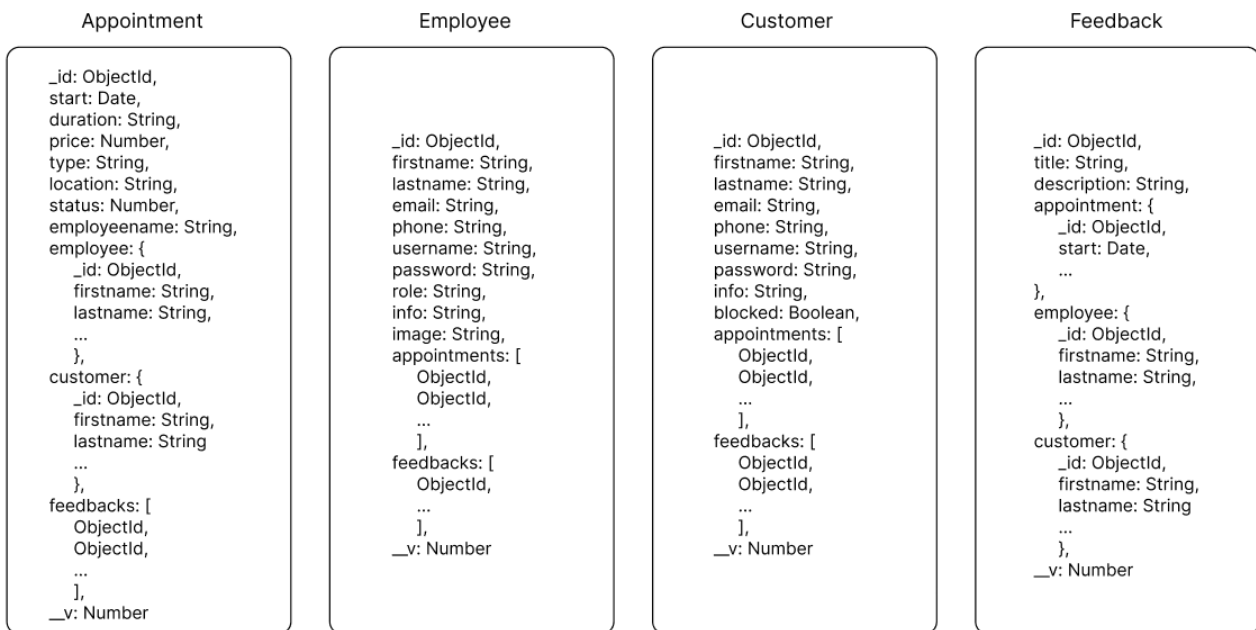 Appointment
_id: ObjectId,
start: Date,
duration: String,
price: Number,
type: String,
location: String,
status: Number,
employeename: String,
employee: {
_id: ObjectId,
firstname: String,
lastname: String,
...
},
customer: {
_id: ObjectId,
firstname: String,
lastname: String
...
},
feedbacks: [
ObjectId,
ObjectId,
...
],
__v: Number
Employee
_id: ObjectId,
firstname: String,
lastname: String,
email: String,
phone: String,
username: String,
password: String,
role: String,
info: String,
image: String,
appointments: [
ObjectId,
ObjectId,
...
],
feedbacks: [
ObjectId,
...
],
__v: Number
Customer
_id: ObjectId,
firstname: String,
lastname: String,
email: String,
phone: String,
username: String,
password: String,
info: String,
blocked: Boolean,
appointments: [
ObjectId,
ObjectId,
...
],
feedbacks: [
ObjectId,
ObjectId,
...
],
__v: Number
Feedback
_id: ObjectId,
title: String,
description: String,
appointment: {
_id: ObjectId,
start: Date,
...
},
employee: {
_id: ObjectId,
firstname: String,
lastname: String,
...
},
customer: {
_id: ObjectId,
firstname: String,
lastname: String
...
},
__v: Number